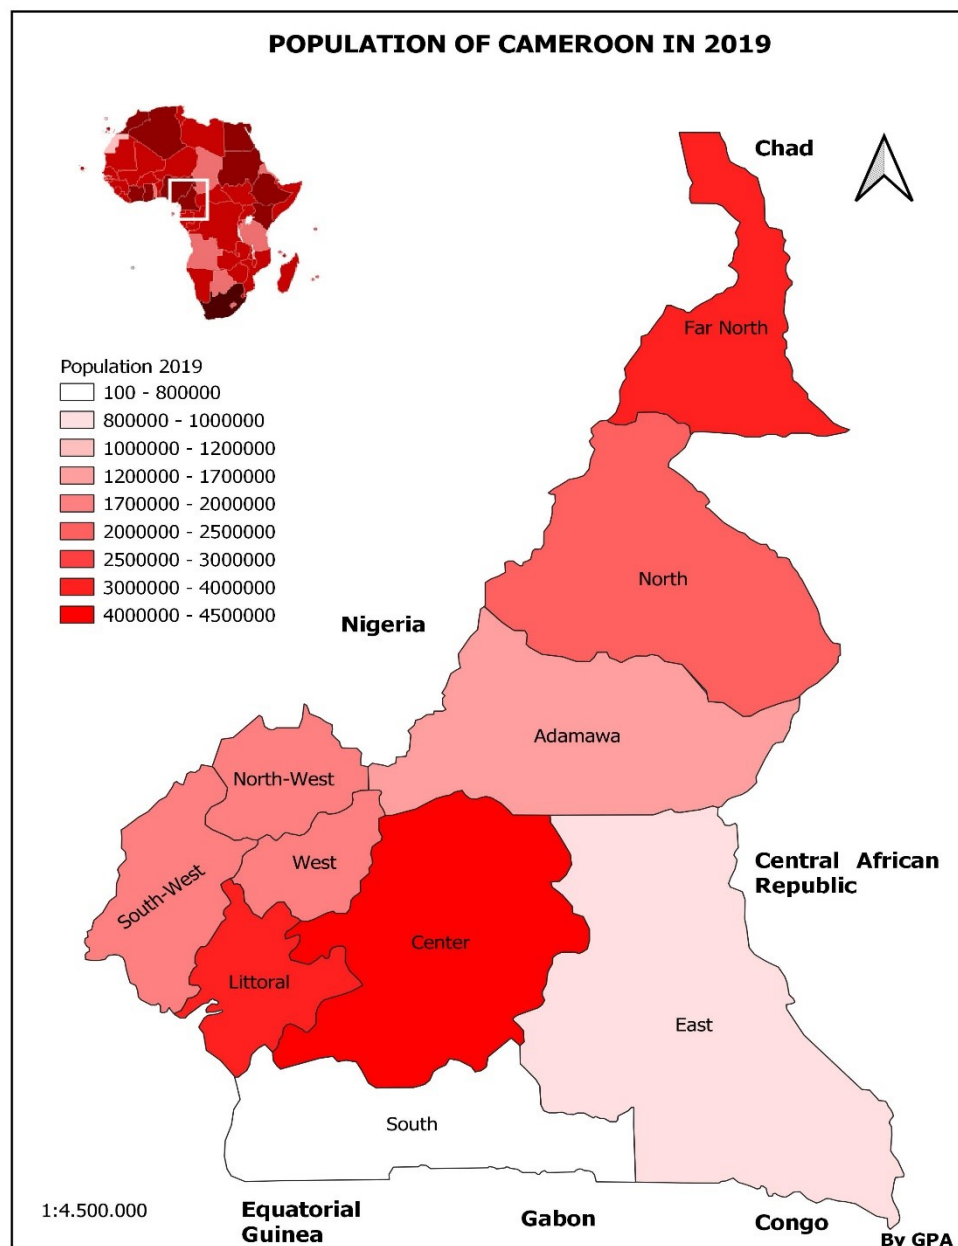 POPULATION OF CAMEROON IN 2019
Chad
Population 2019
100 - 800000
800000 - 1000000
1000000 - 1200000
1200000 - 1700000
1700000 - 2000000
2000000 - 2500000
2500000 - 3000000
3000000 - 4000000
4000000 - 4500000
Far North
North
Nigeria
Adamawa
North-West
West
South-West
Central African
Republic
Center
Littoral
East
South
1:4.500.000
Equatorial
Guinea
Gabon
Congo
By GPA